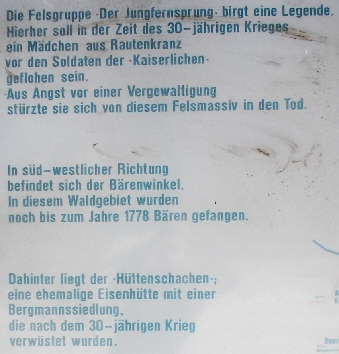 Die Felsgruppe ·Der Jungfernsprung· birgt eine Legende.
Hierher soll in der Zeit des 30-jährigen Krieges
ein Mädchen aus Rautenkranz
vor den Soldaten der ·Kaiserlichen·
geflohen sein.
·Aus Angst vor einer Vergewaltigung
stürzte sie sich von diesem Felsmassiv in den Tod.
In süd-westlicher Richtung
befindet sich der Bärenwinkel.
In diesem Waldgebiet wurden
noch bis zum Jahre 1778 Bären gefangen.
Dahinter liegt der ·Hüttenschachen·;
eine ehemalige Eisenhütte mit einer
Bergmannssiedlung,
die nach dem 30-jährigen Krieg
verwüstet wurden.